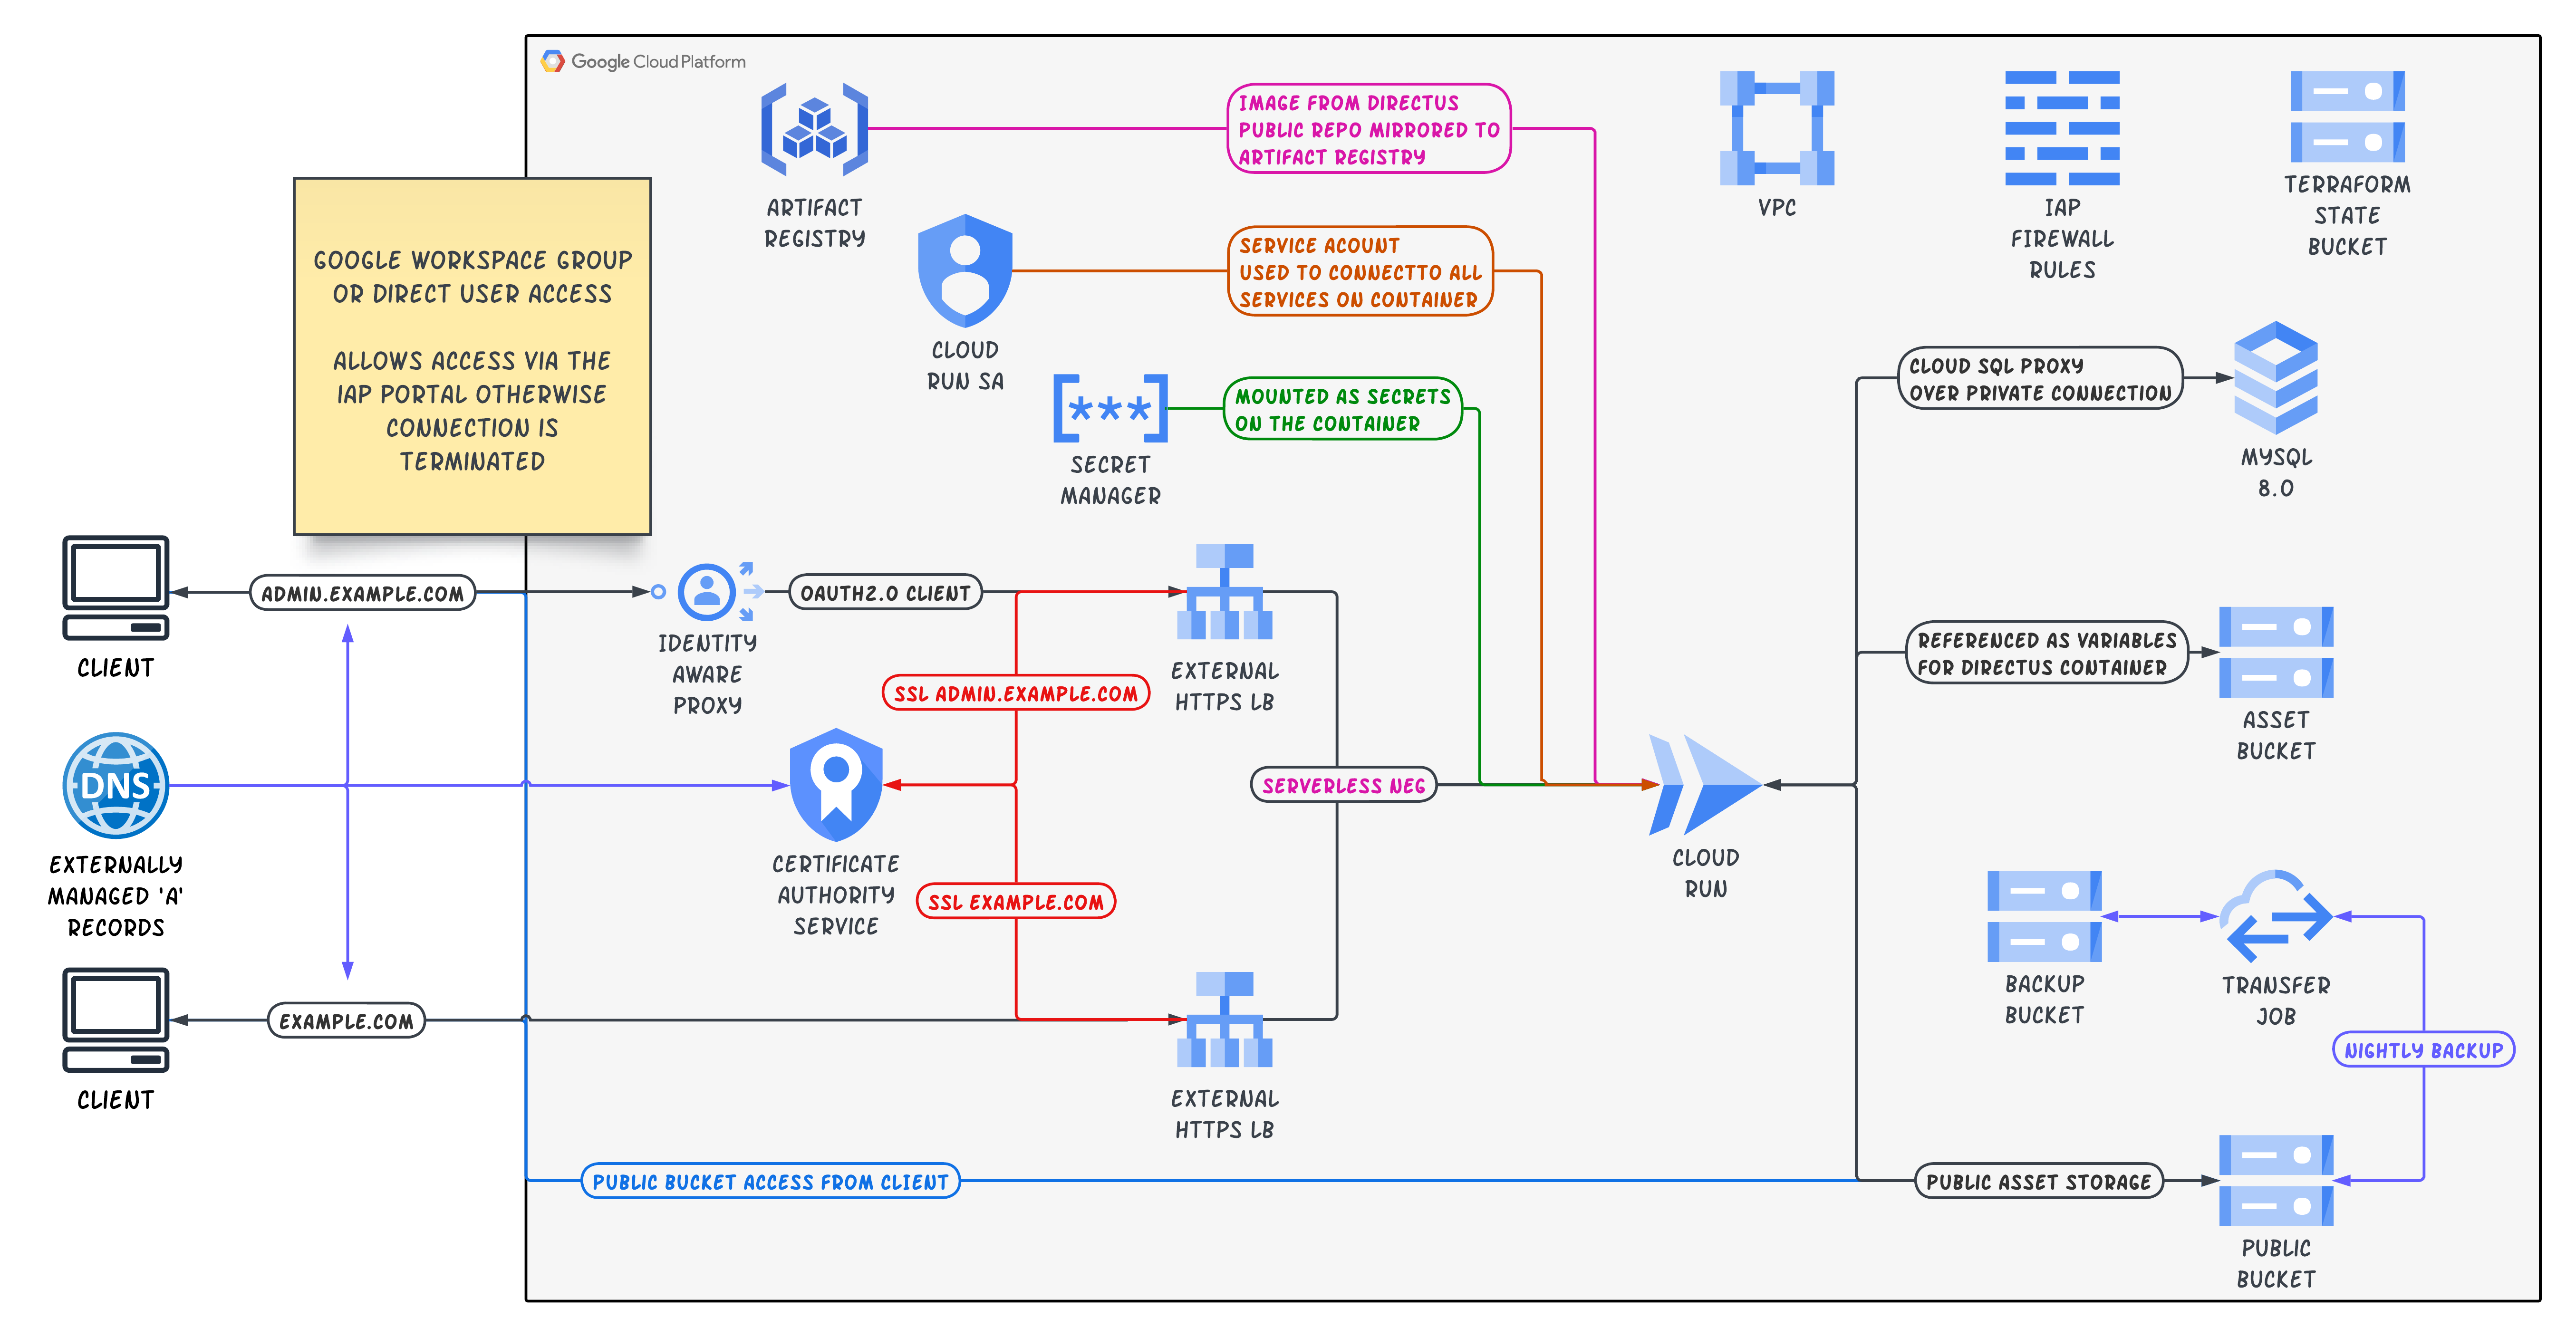 Google Cloud Platform
IMAGE FROM DIRECTUS
PUBLIC REPO MIRRORED TO
ARTIFACT REGISTRY
ARTIFACT
REGISTRY
VPC
IAP
FIREWALL
RULES
TERRAFORM
STATE
BUCKET
GOOGLE WORKSPACE GROUP
OR DIRECT USER ACCESS
ALLOWS ACCESS VIA THE
IAP PORTAL OTHERWISE
CONNECTION IS
TERMINATED
SERVICE ACOUNT
USED TO CONNECTTO ALL
SERVICES ON CONTAINER
CLOUD
RUN SA
MOUNTED AS SECRETS
ON THE CONTAINER
***
SECRET
MANAGER
CLOUD SQL PROXY
OVER PRIVATE CONNECTION
MYSQL
8.0
CLIENT
ADMIN.EXAMPLE.COM
IDENTITY
AWARE
PROXY
OAUTH2.0 CLIENT
EXTERNAL
HTTPS LB
SSL ADMIN.EXAMPLE.COM
REFERENCED AS VARIABLES
FOR DIRECTUS CONTAINER
ASSET
BUCKET
DNS
EXTERNALLY
MANAGED 'A'
RECORDS
CERTIFICATE
AUTHORITY
SERVICE
SERVERLESS NEG
CLOUD
RUN
SSL EXAMPLE.COM
BACKUP
BUCKET
TRANSFER
JOB
NIGHTLY BACKUP
CLIENT
EXAMPLE.COM
EXTERNAL
HTTPS LB
PUBLIC BUCKET ACCESS FROM CLIENT
PUBLIC ASSET STORAGE
PUBLIC
BUCKET